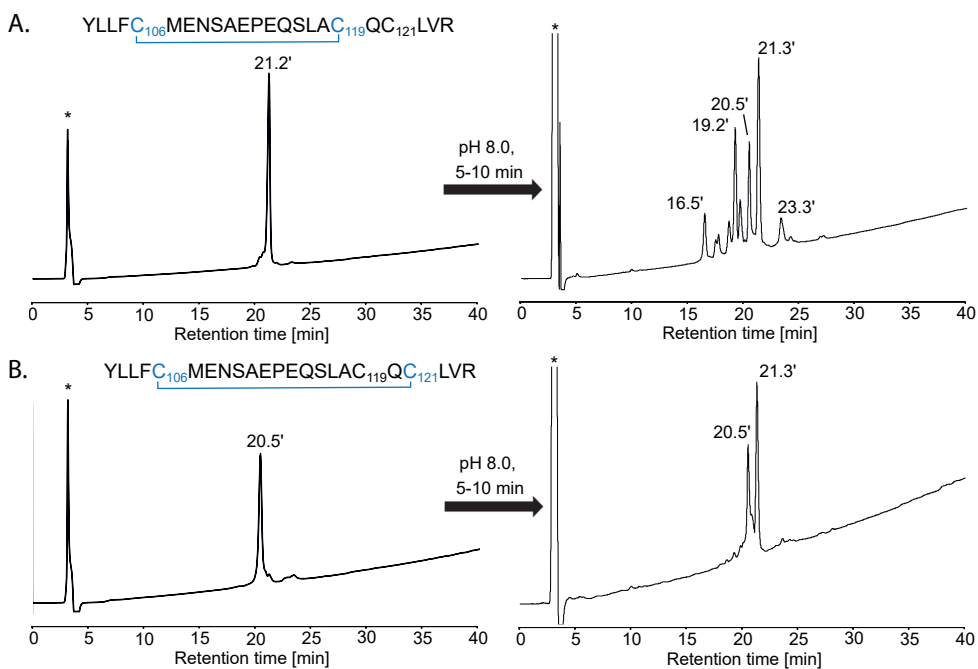 A.
YLLFC106MENSAEPEQSLAC119QC121LVR
21.2'
*
0 5 10 15 20 25 30 35 40
Retention time [min]
pH 8.0,
5-10 min
*
21.3'
20.5'
19.2'
16.5'
23.3'
0 5 10 15 20 25 30 35 40
Retention time [min]
B.
YLLFC106MENSAEPEQSLAC119QC121LVR
*
20.5'
0 5 10 15 20 25 30 35 40
Retention time [min]
pH 8.0,
5-10 min
*
21.3'
20.5'
0 5 10 15 20 25 30 35 40
Retention time [min]